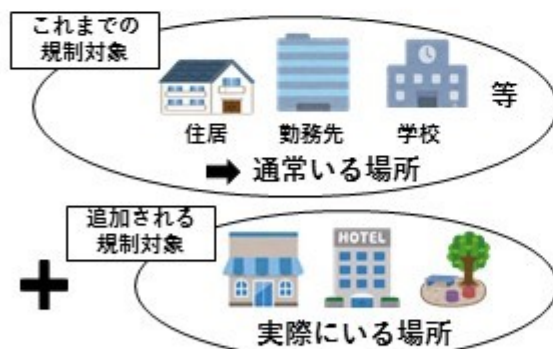 これまでの
規制対象
住居 勤務先 学校 等
➡ 通常いる場所
追加される
規制対象
+
HOTEL
実際にいる場所